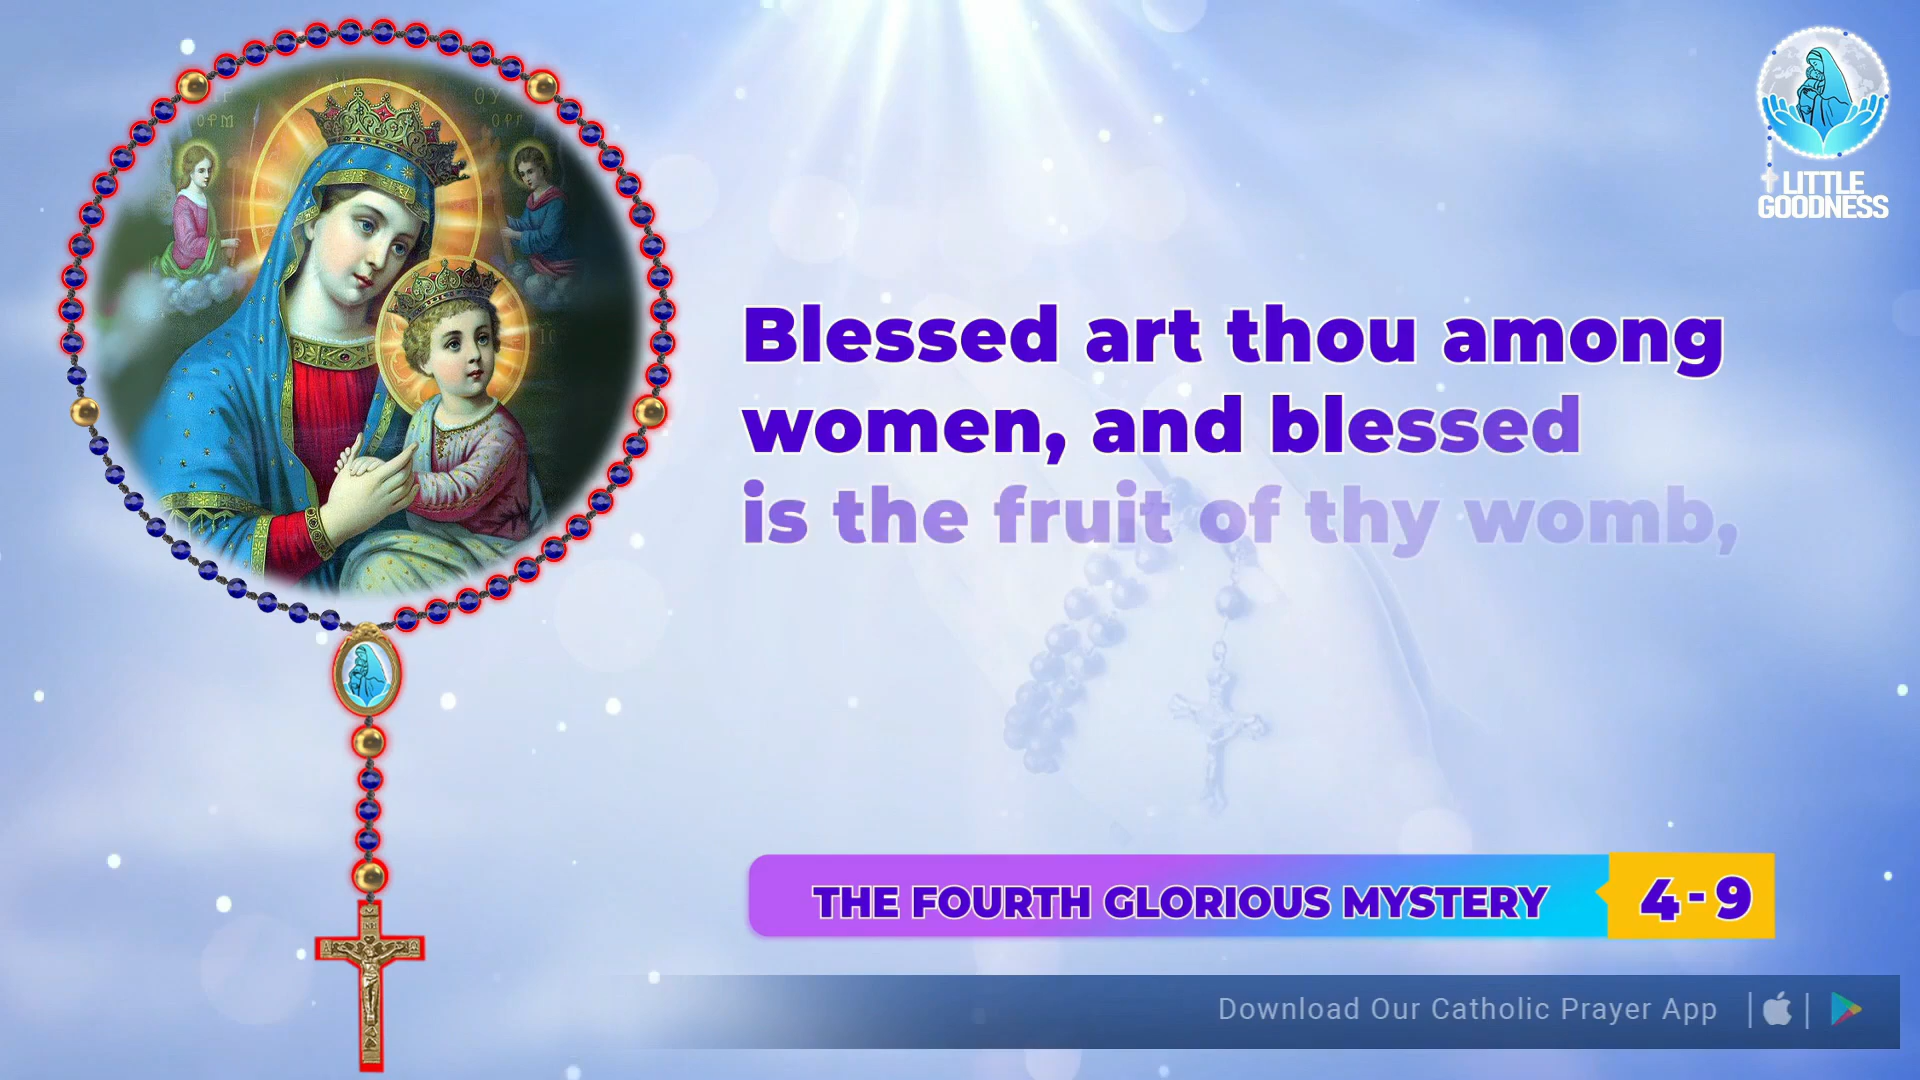 LITTLE
GOODNESS
Blessed art thou among
women, and blessed
is the fruit of thy womb,
THE FOURTH GLORIOUS MYSTERY 4-9
Download Our Catholic Prayer App